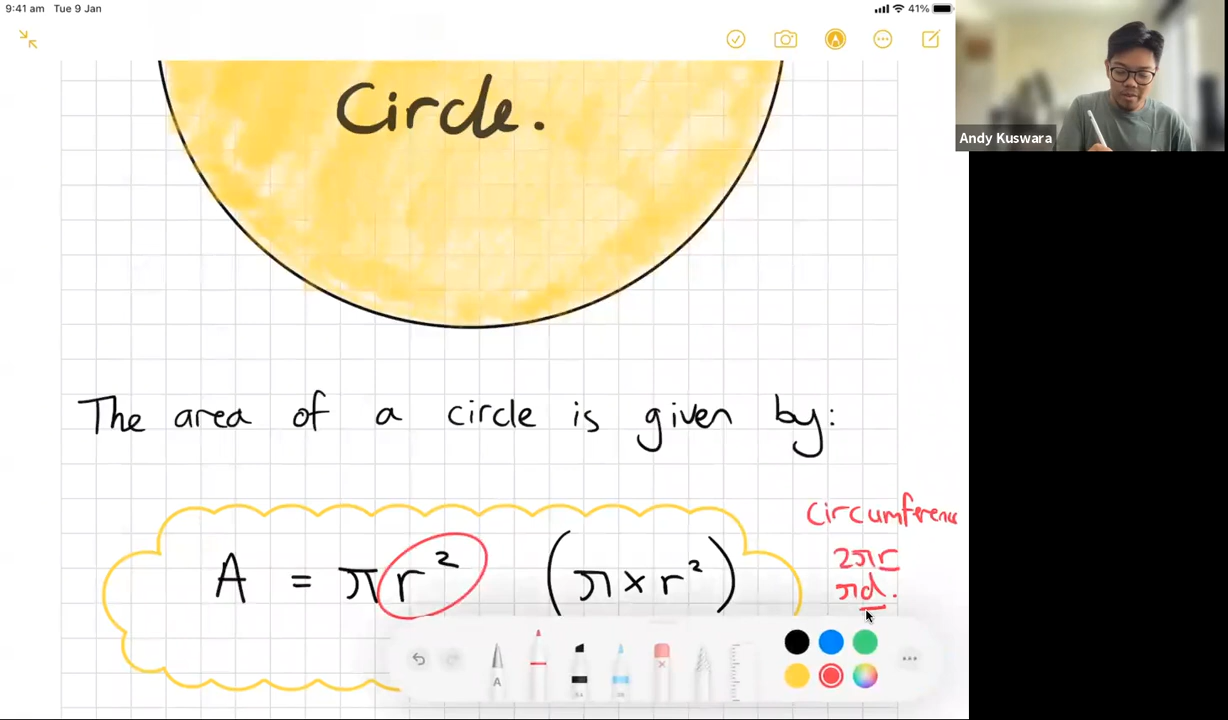 9:41 am Tue 9 Jan
41%
Andy Kuswara
Circle.
The area of a circle is given by:
circumference
A = πr² (π×r²)
2πr
πd.
A